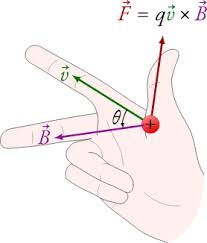 F⃗ = qv⃗ × B⃗
v⃗
θ
+
B⃗